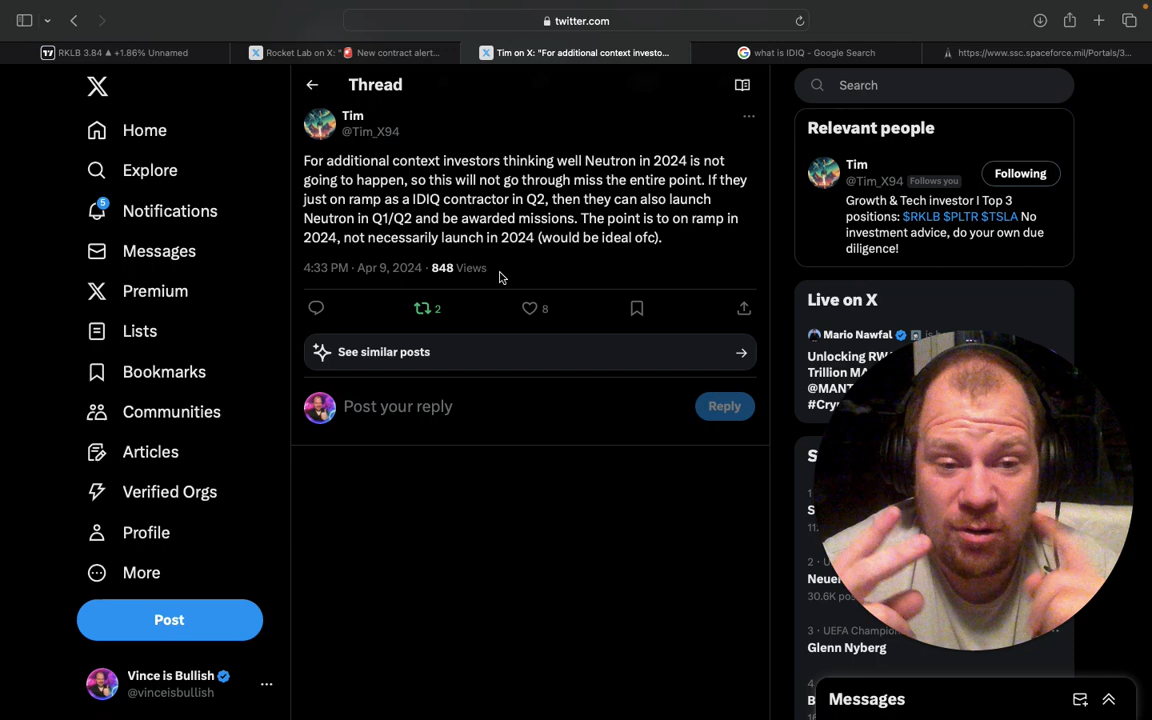 twitter.com
RKLB 3.84 ▲ +1.86% Unnamed
Rocket Lab on X: "🚨 New contract alert...
Tim on X: "For additional context investo...
what is IDIQ - Google Search
https://www.ssc.spaceforce.mil/Portals/3...
Home
Explore
5
Notifications
Messages
Premium
Lists
Bookmarks
Communities
Articles
Verified Orgs
Profile
More
Post
Vince is Bullish
@vinceisbullish
Thread
Tim
@Tim_X94
For additional context investors thinking well Neutron in 2024 is not
going to happen, so this will not go through miss the entire point. If they
just on ramp as a IDIQ contractor in Q2, then they can also launch
Neutron in Q1/Q2 and be awarded missions. The point is to on ramp in
2024, not necessarily launch in 2024 (would be ideal ofc).
4:33 PM · Apr 9, 2024 · 848 Views
2
8
See similar posts
Post your reply
Reply
Search
Relevant people
Tim
@Tim_X94 Follows you
Following
Growth & Tech investor I Top 3
positions: $RKLB $PLTR $TSLA No
investment advice, do your own due
diligence!
Live on X
Mario Nawfal
Unlocking
Trillion
@MANT
3 · UEFA
Glenn Nyberg
Messages